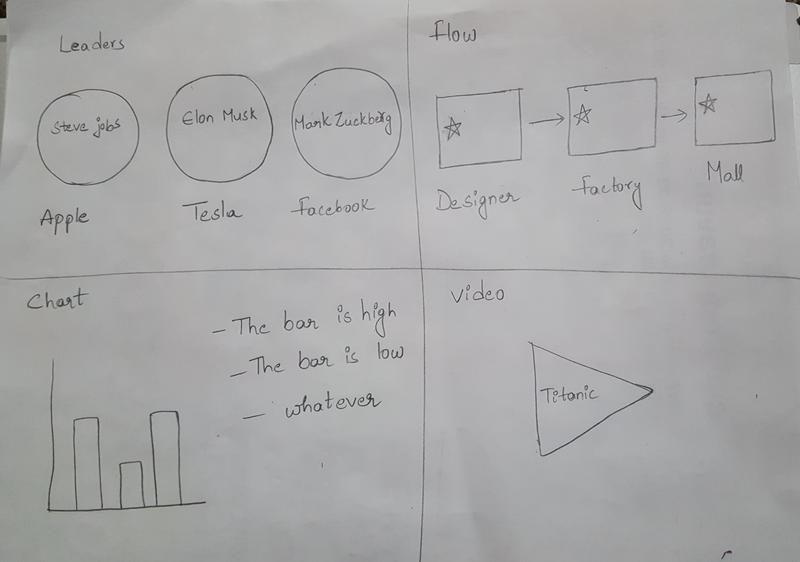 Leaders
Steve jobs
Elon Musk
Mark Zuckberg
Apple
Tesla
Facebook
Flow
Designer
Factory
Mall
Chart
- The bar is high
- The bar is low
- whatever
Video
Titanic